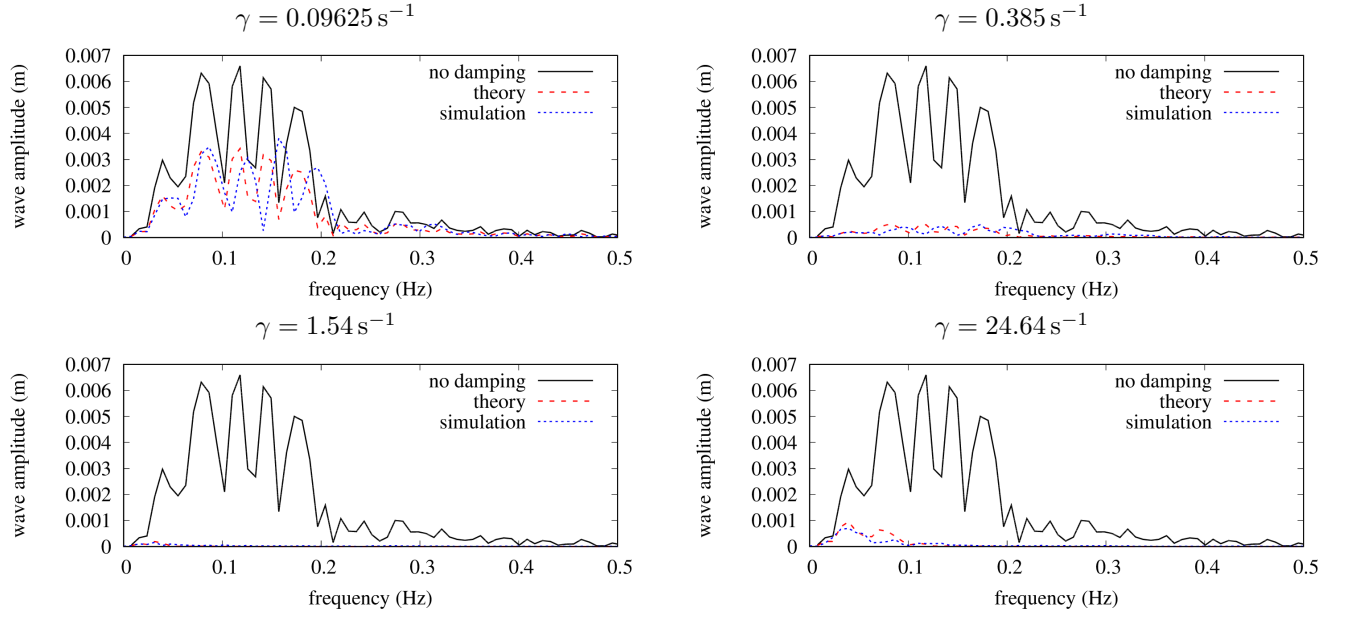 γ = 0.09625 s⁻¹
wave amplitude (m)
0.007
0.006
0.005
0.004
0.003
0.002
0.001
0
no damping
theory
simulation
0 0.1 0.2 0.3 0.4 0.5
frequency (Hz)
γ = 0.385 s⁻¹
wave amplitude (m)
0.007
0.006
0.005
0.004
0.003
0.002
0.001
0
no damping
theory
simulation
0 0.1 0.2 0.3 0.4 0.5
frequency (Hz)
γ = 1.54 s⁻¹
wave amplitude (m)
0.007
0.006
0.005
0.004
0.003
0.002
0.001
0
no damping
theory
simulation
0 0.1 0.2 0.3 0.4 0.5
frequency (Hz)
γ = 24.64 s⁻¹
wave amplitude (m)
0.007
0.006
0.005
0.004
0.003
0.002
0.001
0
no damping
theory
simulation
0 0.1 0.2 0.3 0.4 0.5
frequency (Hz)